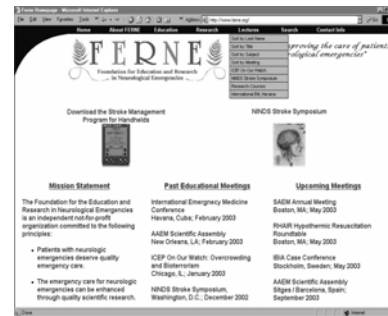 Ferne Homepage - Microsoft Internet Explorer
File Edit View Favorites Tools
Address http://www.ferne.org/
Home About FERNE Education Research Lectures Search Contact Info
Sort by Last Name
Sort by Title
Sort by Subject
Sort by Meeting
ICEP On Our Watch
NINDS Stroke Symposium
Research Courses
International EM, Havana
FERNE
Foundation for Education and Research
in Neurological Emergencies
proving the care of patient
rological emergencies"
Download the Stroke Management
Program for Handhelds
NINDS Stroke Symposium
Mission Statement
The Foundation for the Education and
Research in Neurological Emergencies
is an independent not-for-profit
organization committed to the following
principles:
• Patients with neurologic
emergencies deserve quality
emergency care.
• The emergency care for neurologic
emergencies can be enhanced
through quality scientific research.
Past Educational Meetings
International Emergency Medicine
Conference
Havana, Cuba; February 2003
AAEM Scientific Assembly
New Orleans, LA; February 2003
ICEP On Our Watch: Overcrowding
and Bioterrorism
Chicago, IL; January 2003
NINDS Stroke Symposium,
Washington, D.C.; December 2002
Upcoming Meetings
SAEM Annual Meeting
Boston, MA; May 2003
RHAIR Hypothermic Resuscitation
Roundtable
Boston, MA; May 2003
IBIA Case Conference
Stockholm, Sweden; May 2003
AAEM Scientific Assembly
Sitges / Barcelona, Spain;
September 2003
Done
Internet